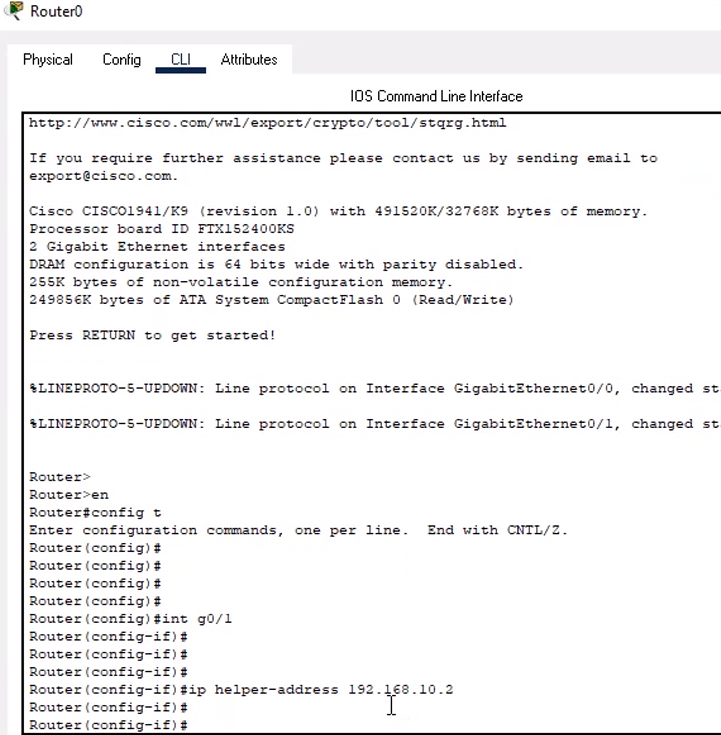 Router0
Physical Config CLI Attributes
IOS Command Line Interface
http://www.cisco.com/wwl/export/crypto/tool/stqrg.html
If you require further assistance please contact us by sending email to
export@cisco.com.
Cisco CISCO1941/K9 (revision 1.0) with 491520K/32768K bytes of memory.
Processor board ID FTX152400KS
2 Gigabit Ethernet interfaces
DRAM configuration is 64 bits wide with parity disabled.
255K bytes of non-volatile configuration memory.
249856K bytes of ATA System CompactFlash 0 (Read/Write)
Press RETURN to get started!
%LINEPROTO-5-UPDOWN: Line protocol on Interface GigabitEthernet0/0, changed st
%LINEPROTO-5-UPDOWN: Line protocol on Interface GigabitEthernet0/1, changed st
Router>
Router>en
Router#config t
Enter configuration commands, one per line.  End with CNTL/Z.
Router(config)#
Router(config)#
Router(config)#
Router(config)#
Router(config)#int g0/1
Router(config-if)#
Router(config-if)#
Router(config-if)#
Router(config-if)#ip helper-address 192.168.10.2
Router(config-if)#
Router(config-if)#